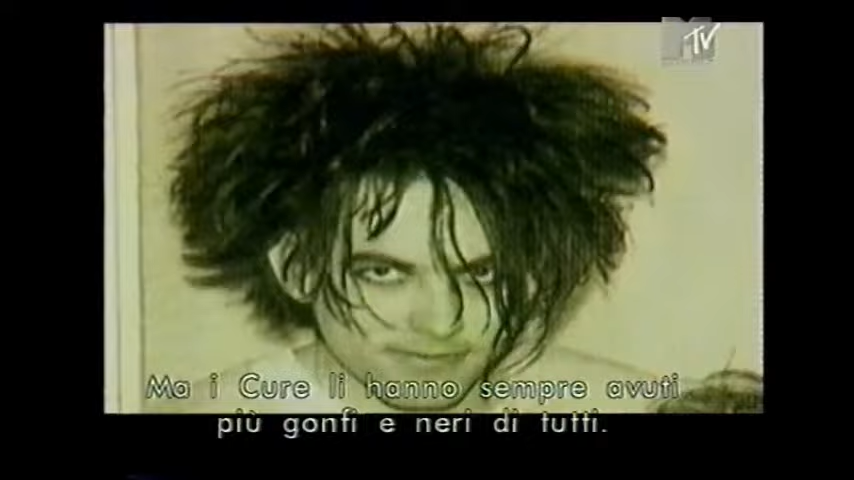 MTV
Ma i Cure li hanno sempre avuti
più gonfi e neri di tutti.